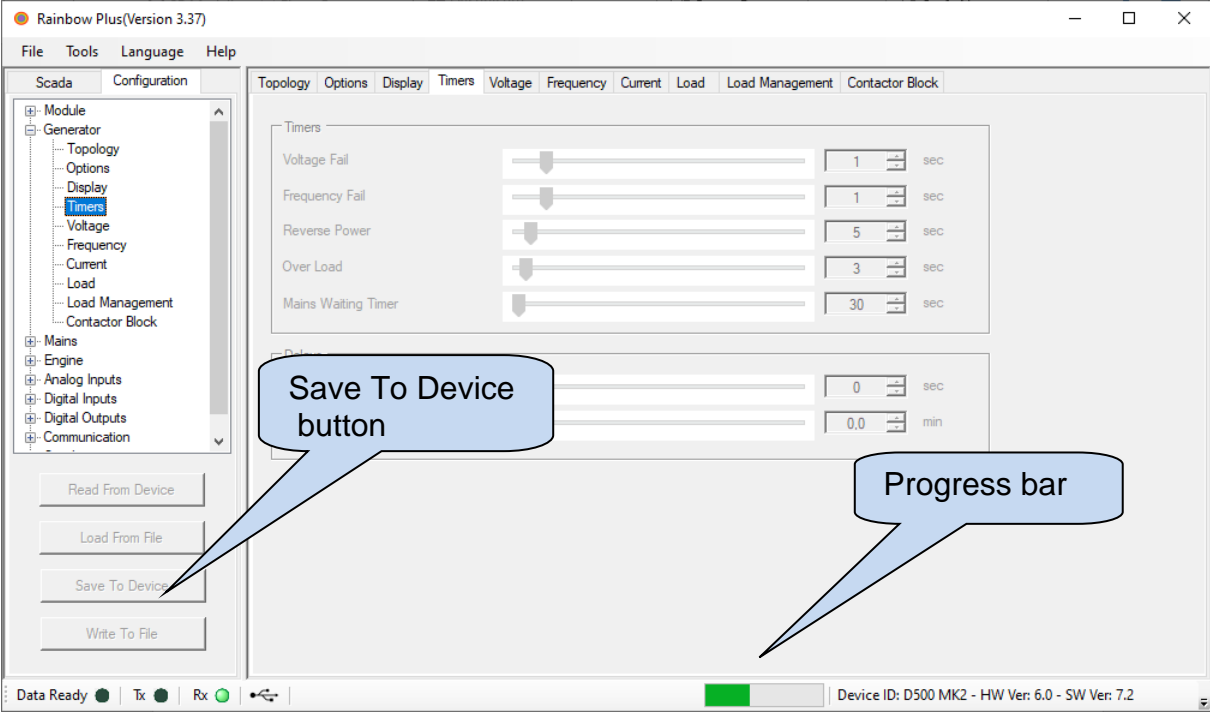 Rainbow Plus(Version 3.37)
File Tools Language Help
Scada Configuration
Module
Generator
Topology
Options
Display
Timers
Voltage
Frequency
Current
Load
Load Management
Contactor Block
Mains
Engine
Analog Inputs
Digital Inputs
Digital Outputs
Communication
Read From Device
Load From File
Save To Device
Write To File
Topology Options Display Timers Voltage Frequency Current Load Load Management Contactor Block
Timers
Voltage Fail 1 sec
Frequency Fail 1 sec
Reverse Power 5 sec
Over Load 3 sec
Mains Waiting Timer 30 sec
0 sec
0,0 min
Save To Device
button
Progress bar
Data Ready Tx Rx Device ID: D500 MK2 - HW Ver: 6.0 - SW Ver: 7.2